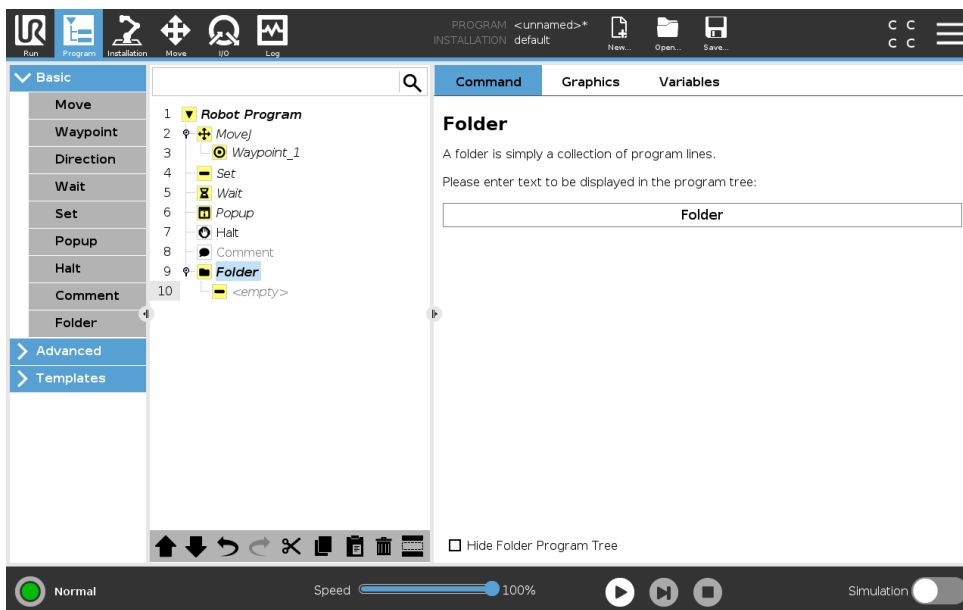 UR
PROGRAM <unnamed>*
INSTALLATION default
C C
C C
Run
Program
Installation
Move
I/O
Log
New...
Open...
Save...
Basic
Move
Waypoint
Direction
Wait
Set
Popup
Halt
Comment
Folder
Advanced
Templates
1 Robot Program
2 MoveJ
3 Waypoint_1
4 Set
5 Wait
6 Popup
7 Halt
8 Comment
9 Folder
10 <empty>
Command Graphics Variables
Folder
A folder is simply a collection of program lines.
Please enter text to be displayed in the program tree:
Folder
Hide Folder Program Tree
Normal
Speed 100%
Simulation